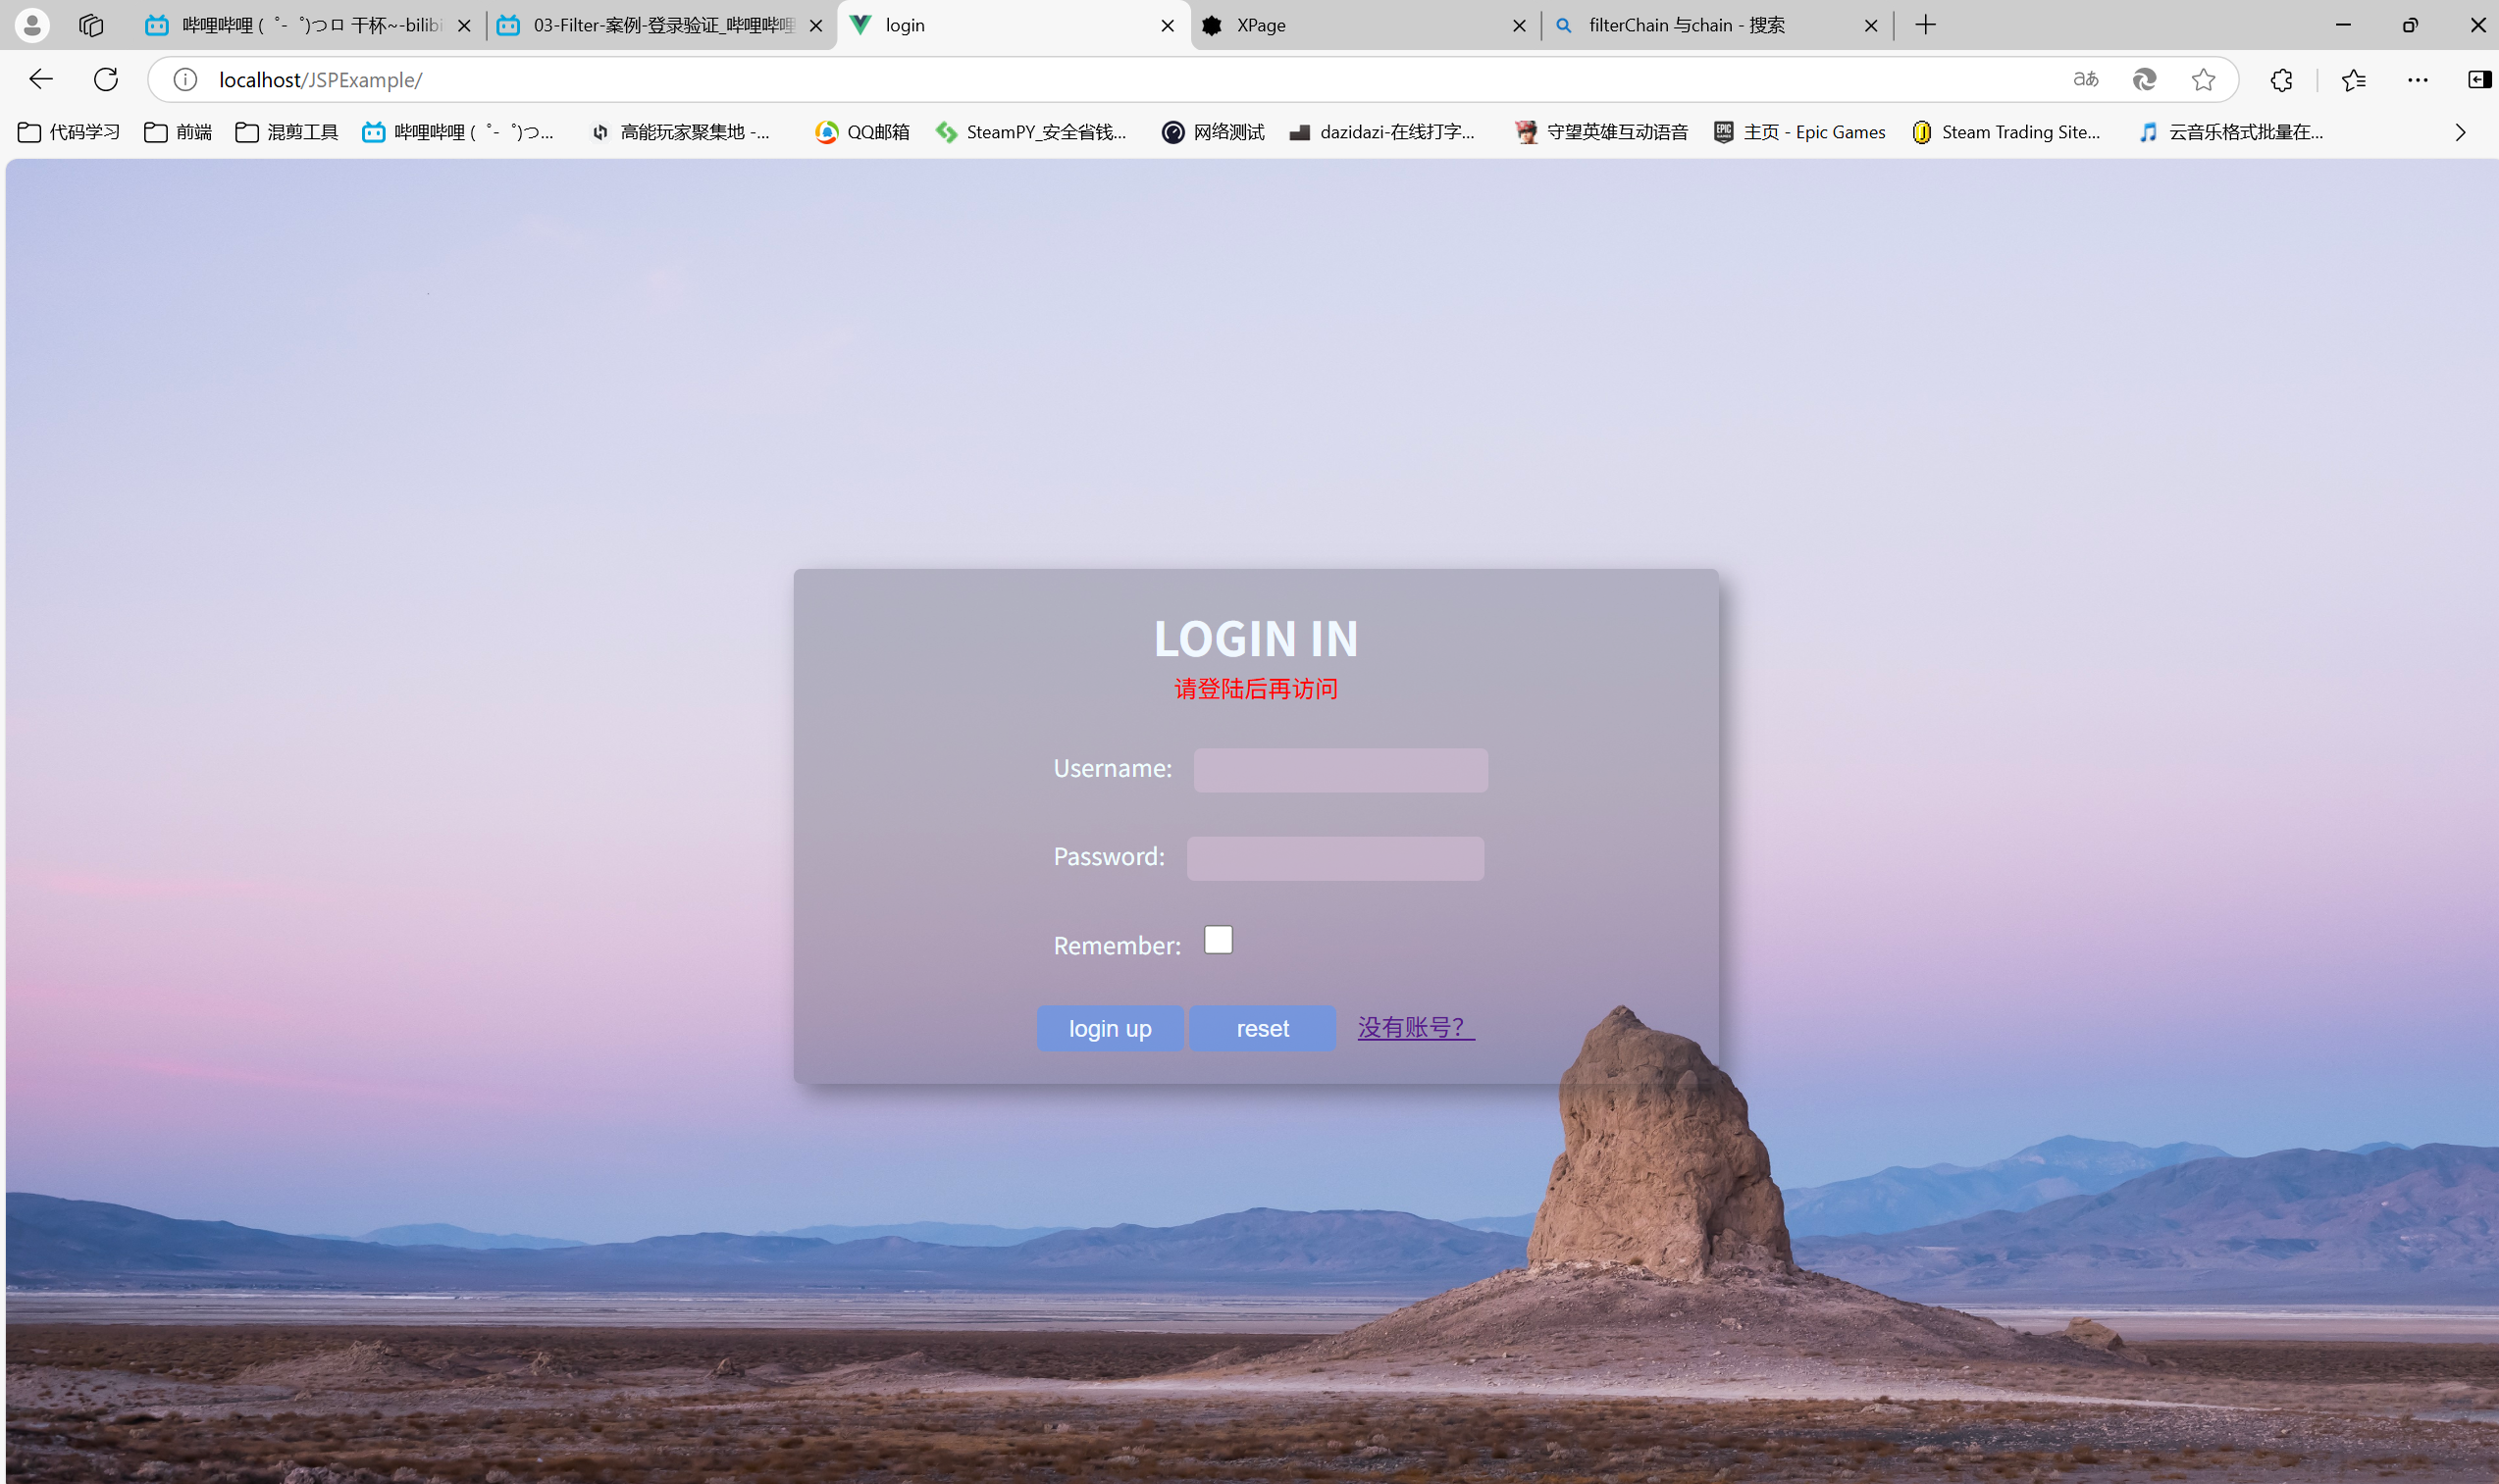 哔哩哔哩 (゜-゜)つロ 干杯~-bilibi
03-Filter-案例-登录验证_哔哩哔哩
login
XPage
filterChain 与chain - 搜索
localhost/JSPExample/
代码学习
前端
混剪工具
哔哩哔哩 (゜-゜)つ...
高能玩家聚集地 -...
QQ邮箱
SteamPY_安全省钱...
网络测试
dazidazi-在线打字...
守望英雄互动语音
主页 - Epic Games
Steam Trading Site...
云音乐格式批量在...
LOGIN IN
请登陆后再访问
Username:
Password:
Remember:
login up
reset
没有账号？